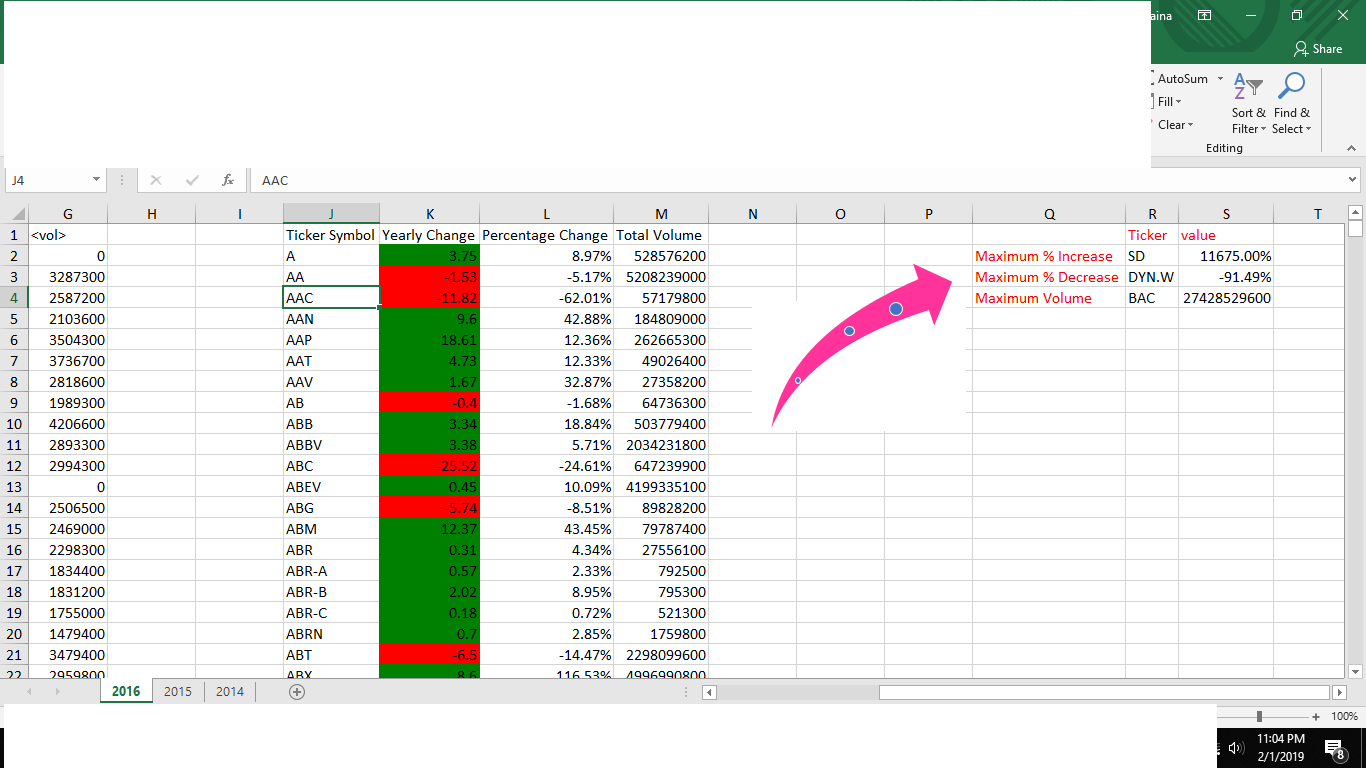 aina
Share
AutoSum
Fill
Clear
Sort & Filter
Find & Select
Editing
J4 fx AAC
G H I J K L M N O P Q R S T
1 <vol> Ticker Symbol Yearly Change Percentage Change Total Volume Ticker value
2 0 A 3.75 8.97% 528576200 Maximum % Increase SD 11675.00%
3 3287300 AA -1.53 -5.17% 5208239000 Maximum % Decrease DYN.W -91.49%
4 2587200 AAC -11.82 -62.01% 57179800 Maximum Volume BAC 27428529600
5 2103600 AAN 9.6 42.88% 184809000
6 3504300 AAP 18.61 12.36% 262665300
7 3736700 AAT 4.73 12.33% 49026400
8 2818600 AAV 1.67 32.87% 27358200
9 1989300 AB -0.4 -1.68% 64736300
10 4206600 ABB 3.34 18.84% 503779400
11 2893300 ABBV 3.38 5.71% 2034231800
12 2994300 ABC -25.52 -24.61% 647239900
13 0 ABEV 0.45 10.09% 4199335100
14 2506500 ABG -5.74 -8.51% 89828200
15 2469000 ABM 12.37 43.45% 79787400
16 2298300 ABR 0.31 4.34% 27556100
17 1834400 ABR-A 0.57 2.33% 792500
18 1831200 ABR-B 2.02 8.95% 795300
19 1755000 ABR-C 0.18 0.72% 521300
20 1479400 ABRN 0.7 2.85% 1759800
21 3479400 ABT -6.5 -14.47% 2298099600
22 2959800 ABX 8.6 116.53% 4996990800
2016 2015 2014
100%
11:04 PM
2/1/2019
8